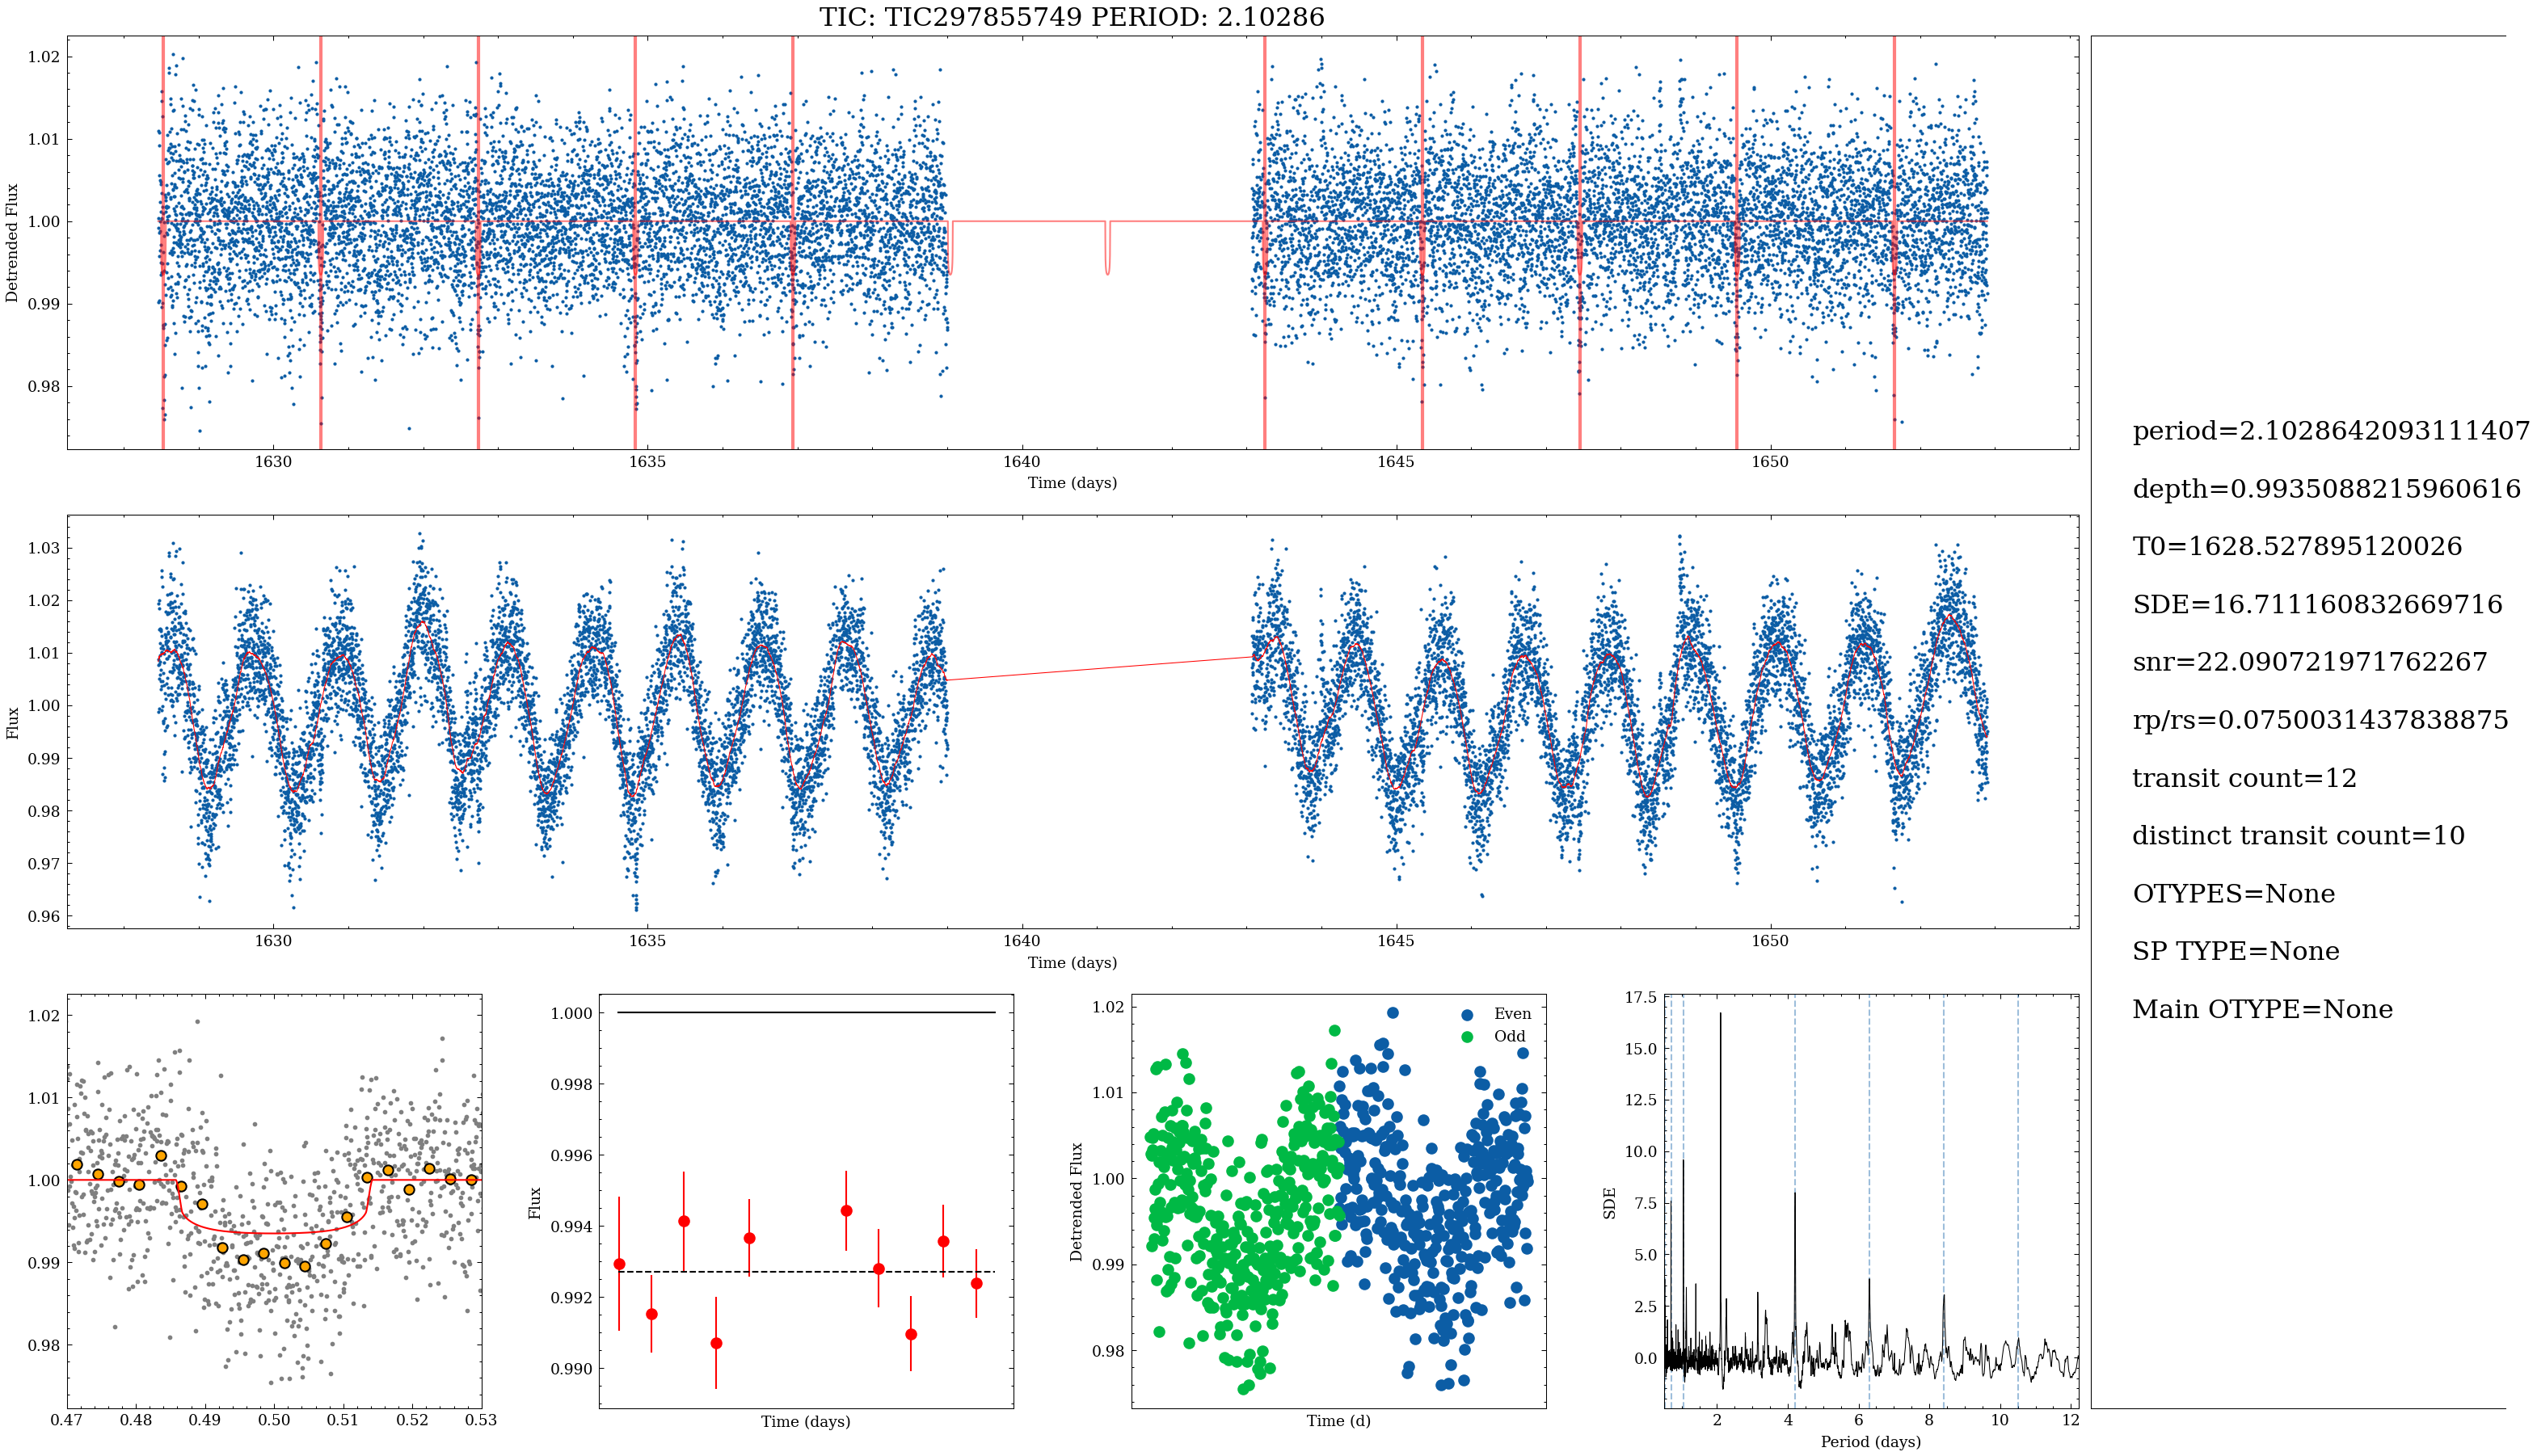 TIC: TIC297855749 PERIOD: 2.10286
1.02
1.01
1.00
0.99
0.98
Detrended Flux
1630
1635
1640
1645
1650
Time (days)
1.03
1.02
1.01
1.00
0.99
0.98
0.97
0.96
Flux
1630
1635
1640
1645
1650
Time (days)
1.02
1.01
1.00
0.99
0.98
0.47
0.48
0.49
0.50
0.51
0.52
0.53
1.000
0.998
0.996
0.994
0.992
0.990
Flux
Time (days)
1.02
1.01
1.00
0.99
0.98
Detrended Flux
Even
Odd
Time (d)
17.5
15.0
12.5
10.0
7.5
5.0
2.5
0.0
SDE
2
4
6
8
10
12
Period (days)
period=2.1028642093111407
depth=0.9935088215960616
T0=1628.527895120026
SDE=16.711160832669716
snr=22.090721971762267
rp/rs=0.0750031437838875
transit count=12
distinct transit count=10
OTYPES=None
SP TYPE=None
Main OTYPE=None